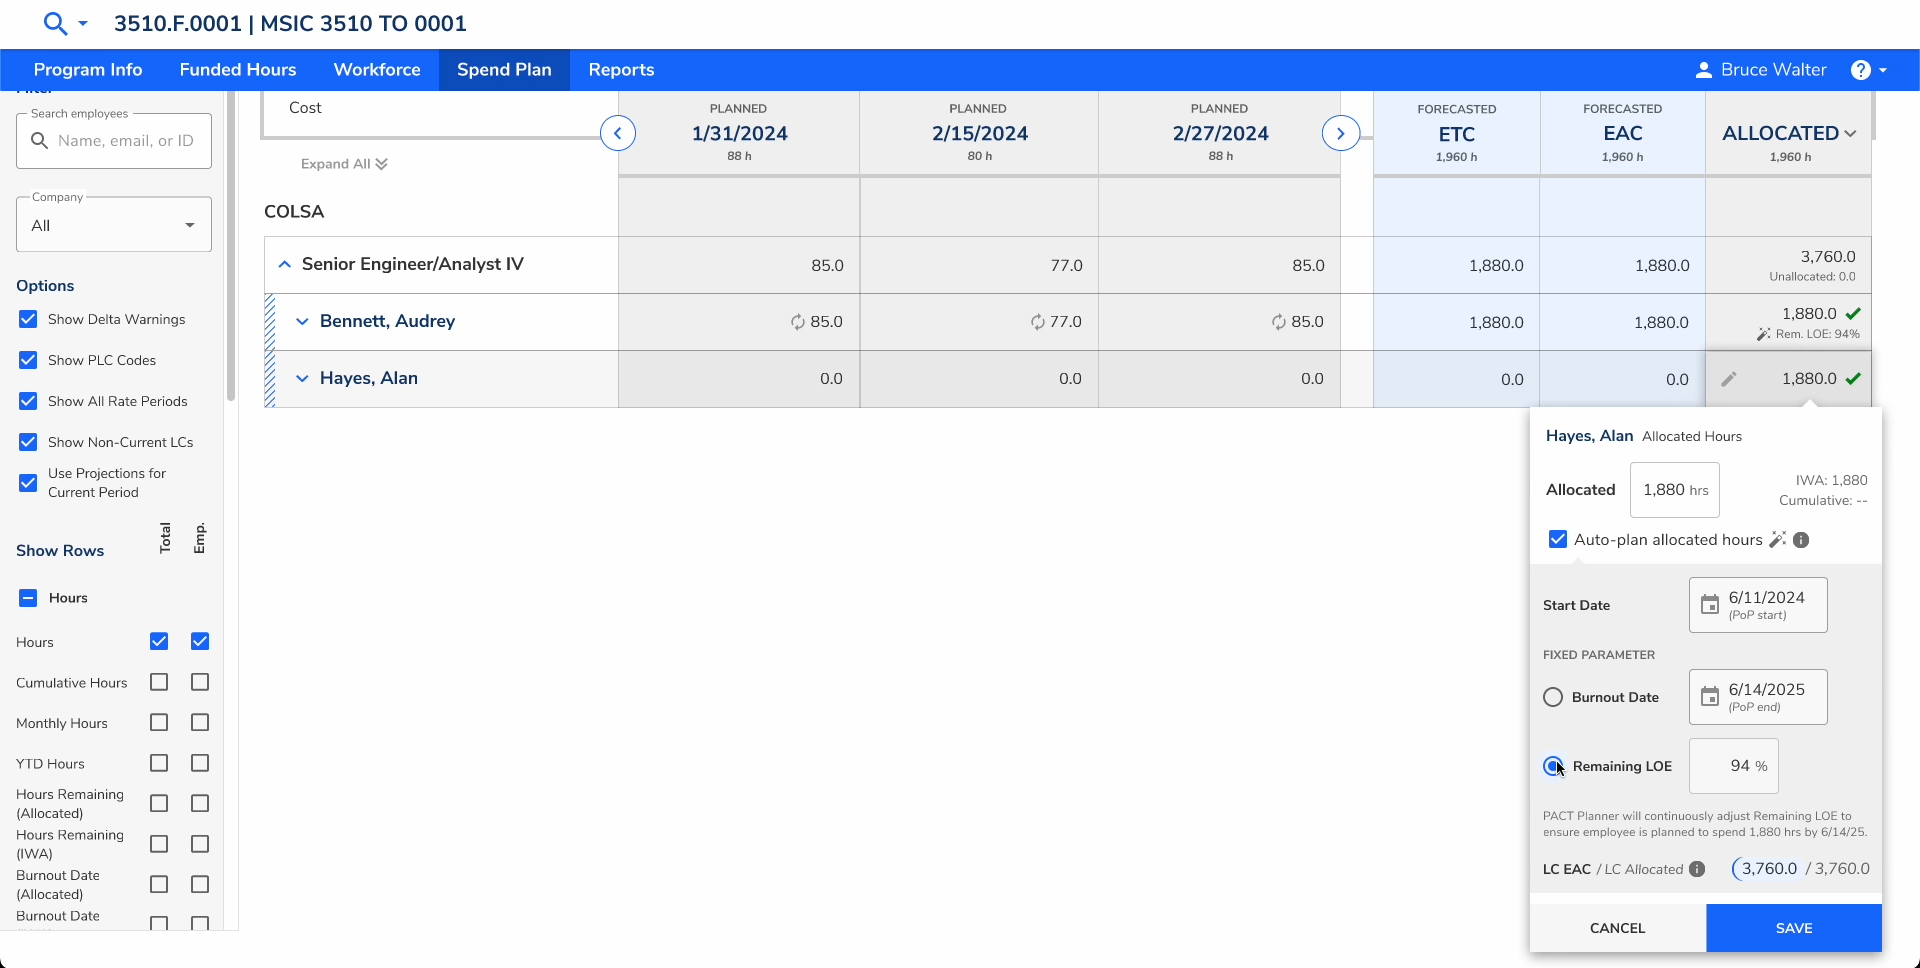 3510.F.0001 | MSIC 3510 TO 0001
Program Info
Funded Hours
Workforce
Spend Plan
Reports
Bruce Walter
?
Filter
Search employees
Name, email, or ID
Company
All
Options
Show Delta Warnings
Show PLC Codes
Show All Rate Periods
Show Non-Current LCs
Use Projections for
Current Period
Show Rows
Total
Emp.
Hours
Hours
Cumulative Hours
Monthly Hours
YTD Hours
Hours Remaining
(Allocated)
Hours Remaining
(IWA)
Burnout Date
(Allocated)
Burnout Date
Cost
Expand All
PLANNED
1/31/2024
88 h
PLANNED
2/15/2024
80 h
PLANNED
2/27/2024
88 h
FORECASTED
ETC
1,960 h
FORECASTED
EAC
1,960 h
ALLOCATED
1,960 h
COLSA
Senior Engineer/Analyst IV
85.0
77.0
85.0
1,880.0
1,880.0
3,760.0
Unallocated: 0.0
Bennett, Audrey
85.0
77.0
85.0
1,880.0
1,880.0
1,880.0
Rem. LOE: 94%
Hayes, Alan
0.0
0.0
0.0
0.0
0.0
1,880.0
Hayes, Alan Allocated Hours
Allocated
1,880 hrs
IWA: 1,880
Cumulative: --
Auto-plan allocated hours
Start Date
6/11/2024
(PoP start)
FIXED PARAMETER
Burnout Date
6/14/2025
(PoP end)
Remaining LOE
94 %
PACT Planner will continuously adjust Remaining LOE to
ensure employee is planned to spend 1,880 hrs by 6/14/25.
LC EAC / LC Allocated
3,760.0 / 3,760.0
CANCEL
SAVE